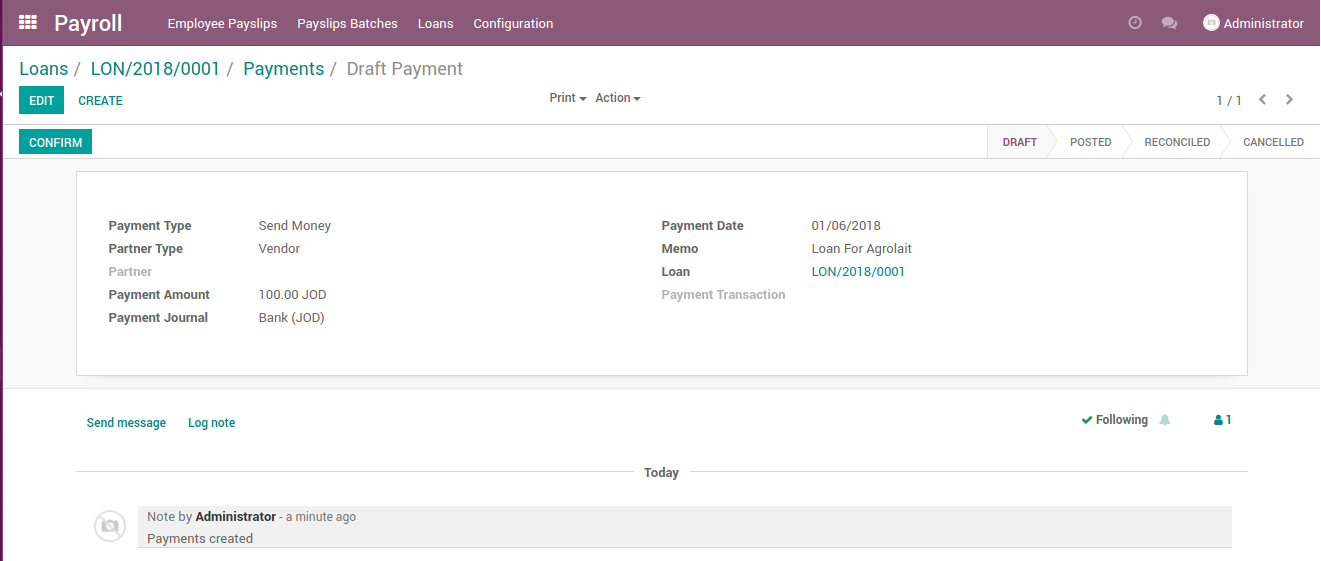 Payroll Employee Payslips Payslips Batches Loans Configuration Administrator
Loans / LON/2018/0001 / Payments / Draft Payment
EDIT CREATE Print Action 1 / 1
CONFIRM DRAFT POSTED RECONCILED CANCELLED
Payment Type Send Money Payment Date 01/06/2018
Partner Type Vendor Memo Loan For Agrolait
Partner Loan LON/2018/0001
Payment Amount 100.00 JOD Payment Transaction
Payment Journal Bank (JOD)
Send message Log note Following 1
Today
Note by Administrator - a minute ago
Payments created